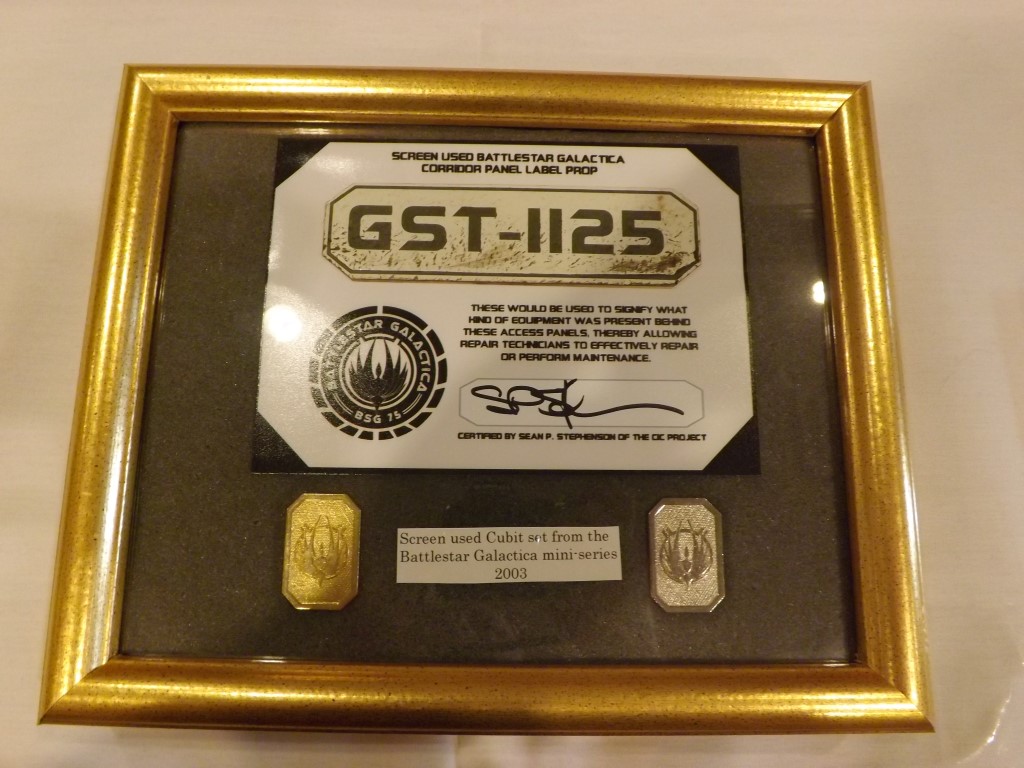 SCREEN USED BATTLESTAR GALACTICA
CORRIDOR PANEL LABEL PROP
GST-1125
THESE WOULD BE USED TO SIGNIFY WHAT
KIND OF EQUIPMENT WAS PRESENT BEHIND
THESE ACCESS PANELS, THEREBY ALLOWING
REPAIR TECHNICIANS TO EFFECTIVELY REPAIR
OR PERFORM MAINTENANCE.
BATTLESTAR GALACTICA
BSG 75
CERTIFIED BY SEAN P. STEPHENSON OF THE CIC PROJECT
Screen used Cubit set from the
Battlestar Galactica mini-series
2003